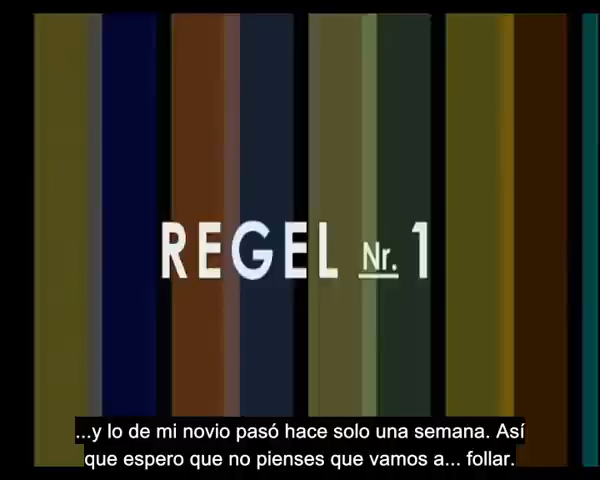 REGEL Nr. 1
...y lo de mi novio pasó hace solo una semana. Así
que espero que no pienses que vamos a... follar.